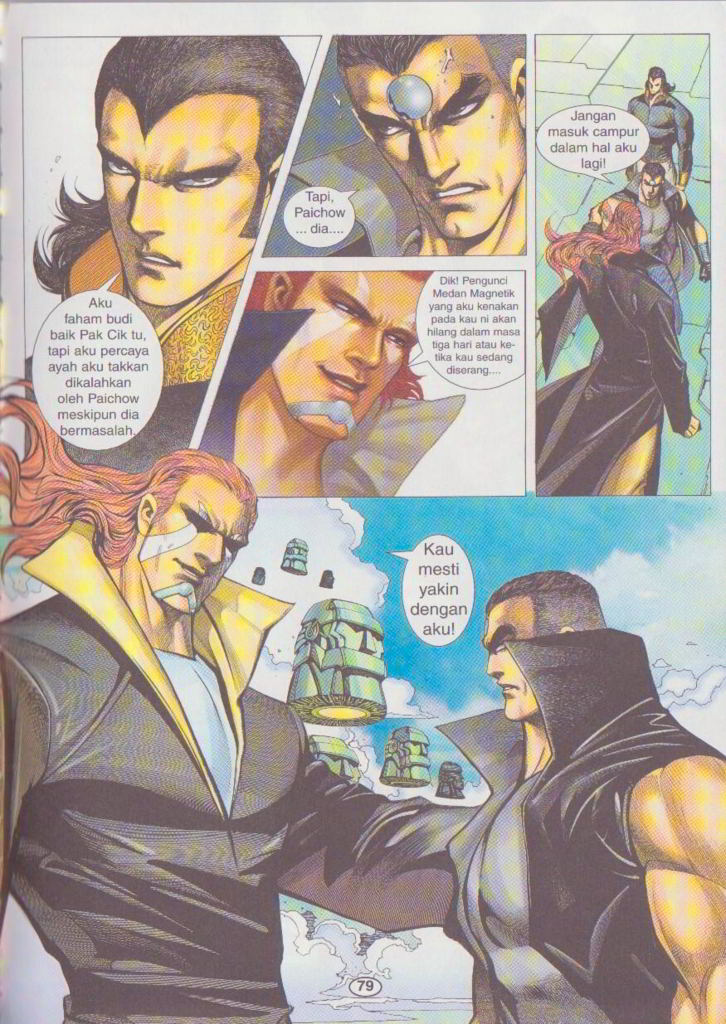 Aku
faham budi
baik Pak Cik tu,
tapi aku percaya
ayah aku takkan
dikalahkan
oleh Paichow
meskipun dia
bermasalah.
Tapi,
Paichow
... dia....
Jangan
masuk campur
dalam hal aku
lagi!
Dik! Pengunci
Medan Magnetik
yang aku kenakan
pada kau ni akan
hilang dalam masa
tiga hari atau ke-
tika kau sedang
diserang....
Kau
mesti
yakin
dengan
aku!
79